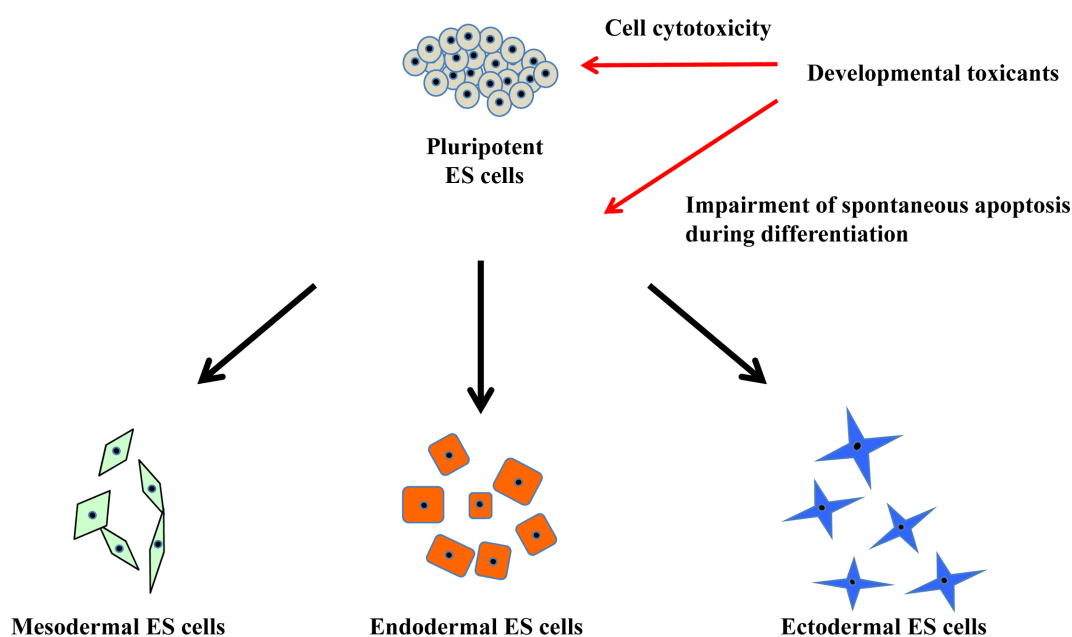 Cell cytotoxicity
Developmental toxicants
Pluripotent
ES cells
Impairment of spontaneous apoptosis
during differentiation
Mesodermal ES cells
Endodermal ES cells
Ectodermal ES cells